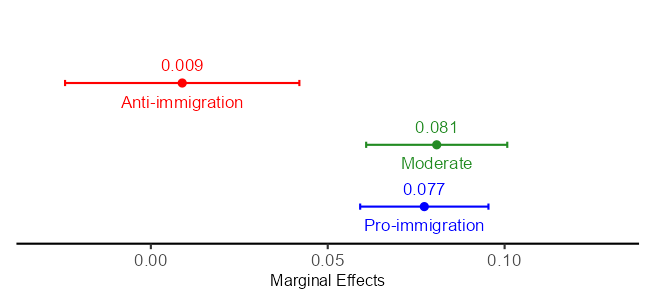 0.009
Anti-immigration
0.081
Moderate
0.077
Pro-immigration
0.00 0.05 0.10
Marginal Effects